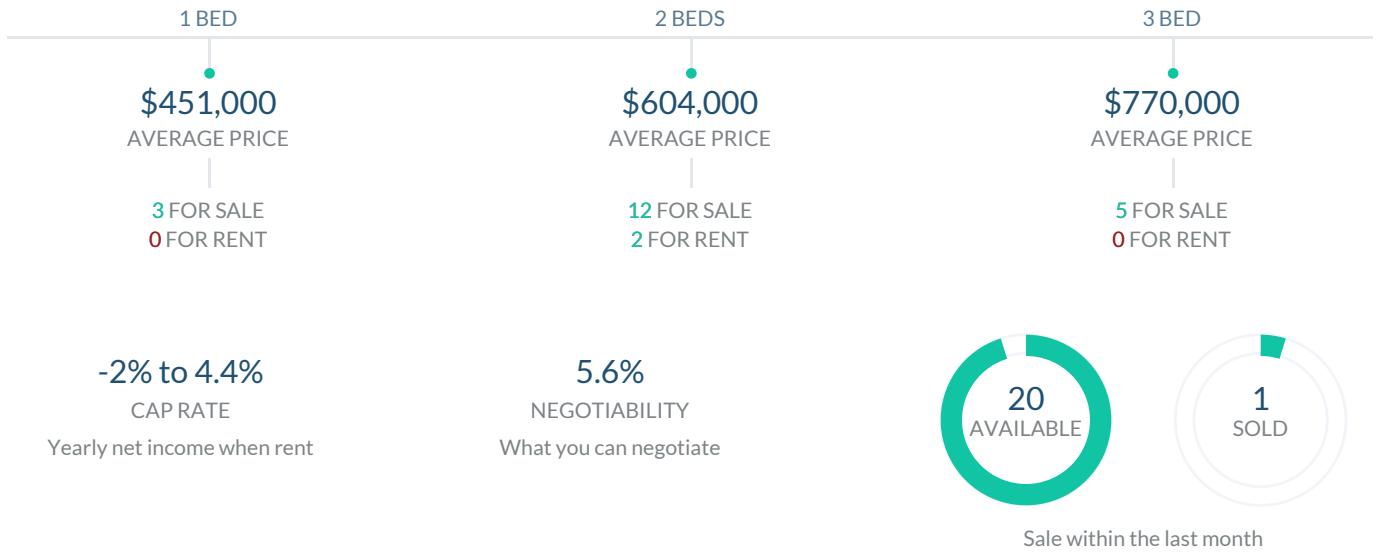 1 BED
$451,000
AVERAGE PRICE
3 FOR SALE
0 FOR RENT
2 BEDS
$604,000
AVERAGE PRICE
12 FOR SALE
2 FOR RENT
3 BED
$770,000
AVERAGE PRICE
5 FOR SALE
0 FOR RENT
-2% to 4.4%
CAP RATE
Yearly net income when rent
5.6%
NEGOTIABILITY
What you can negotiate
20
AVAILABLE
1
SOLD
Sale within the last month